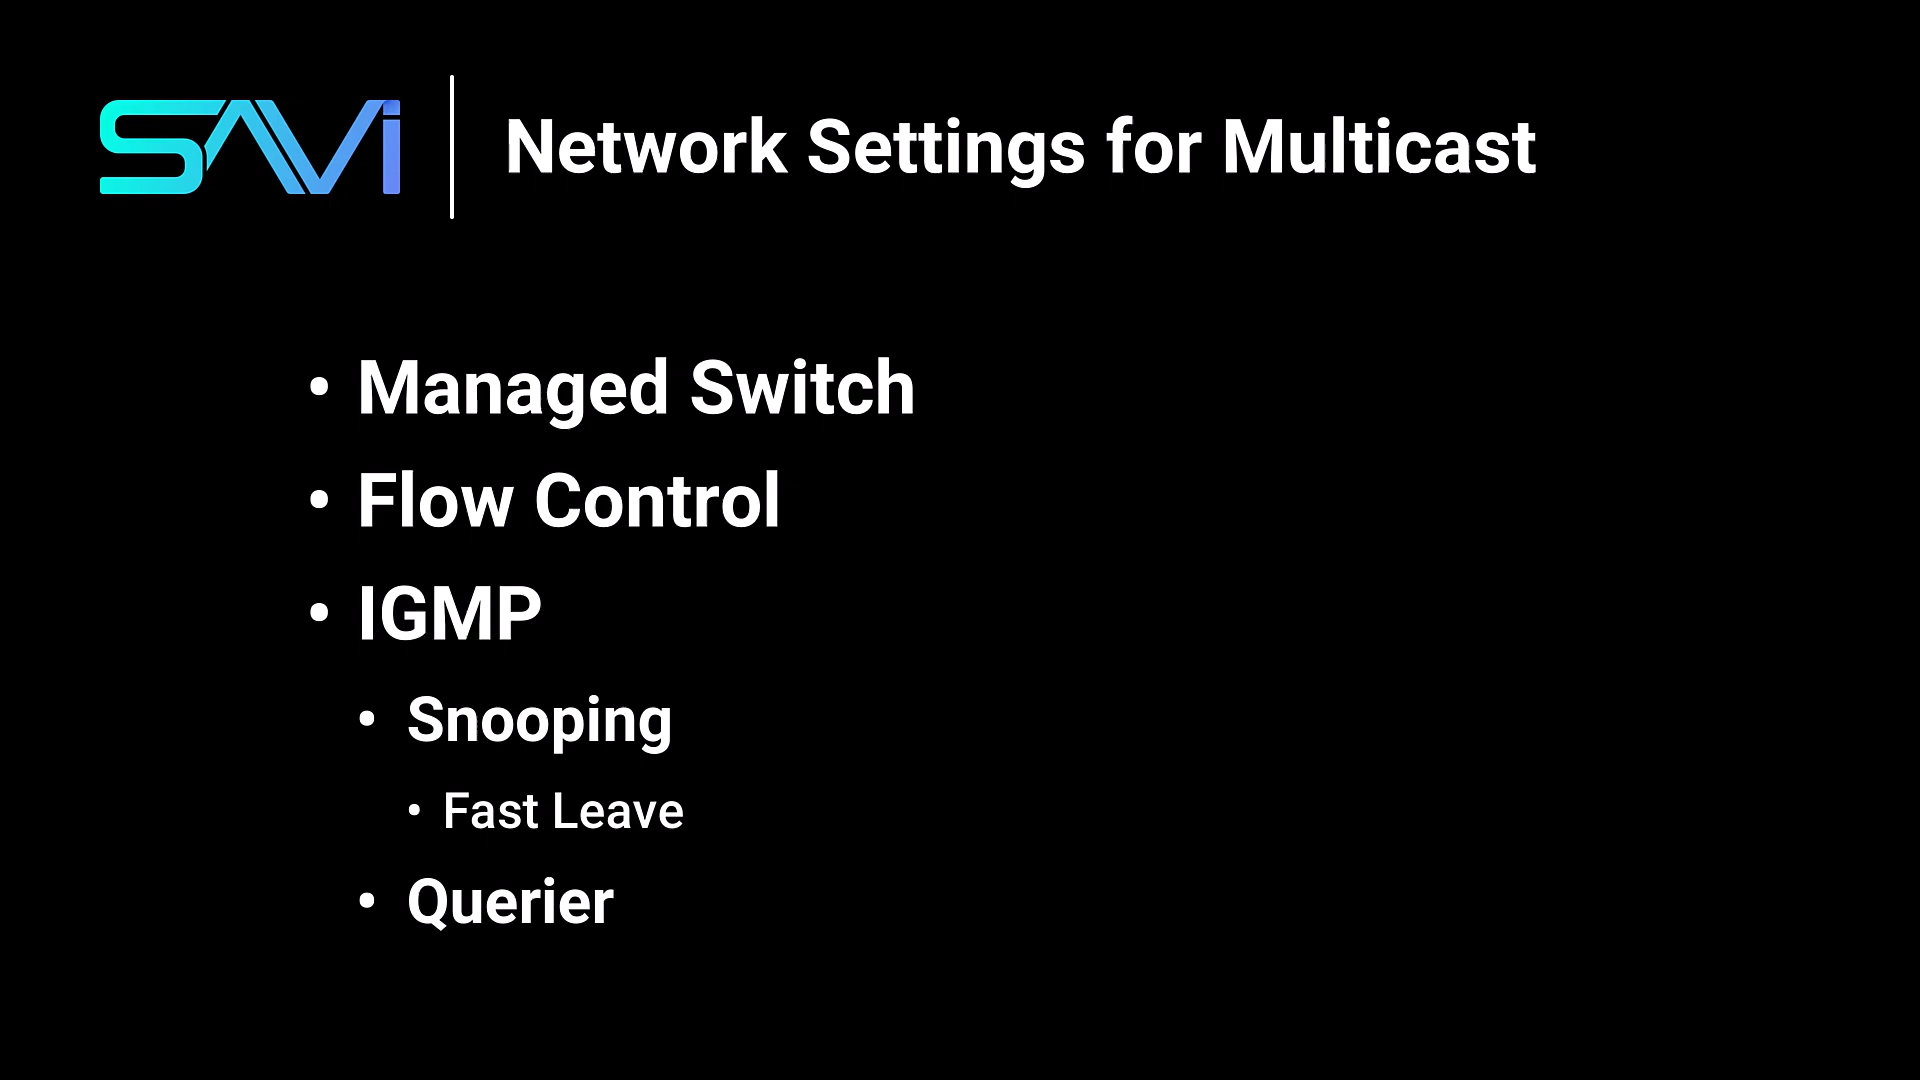 SAVi
Network Settings for Multicast
• Managed Switch
• Flow Control
• IGMP
• Snooping
• Fast Leave
• Querier